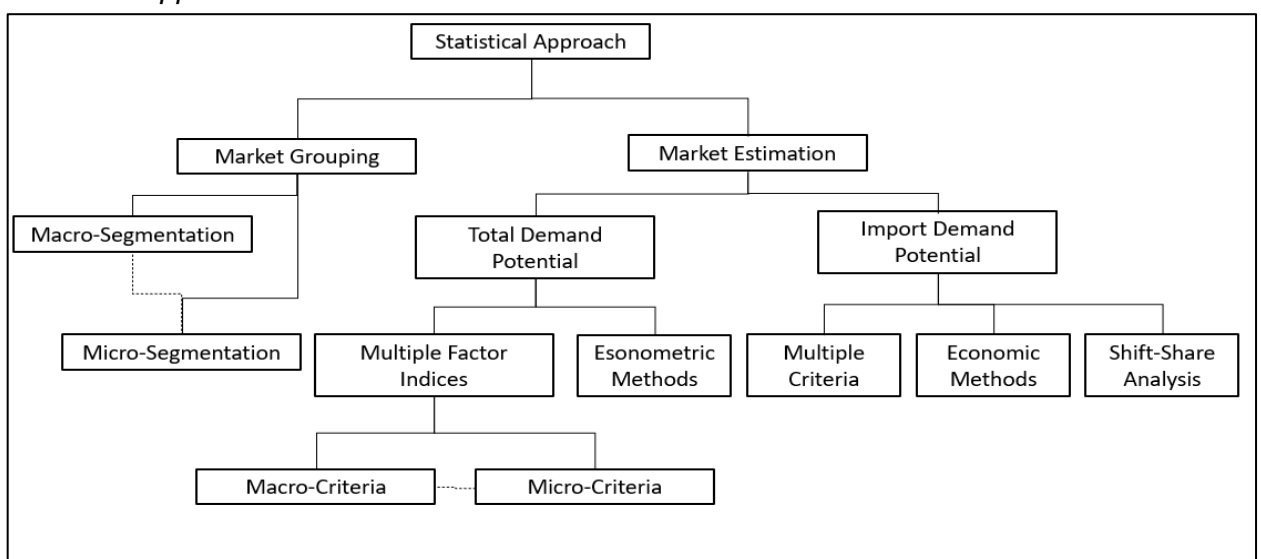 Statistical Approach
Market Grouping
Market Estimation
Macro-Segmentation
Total Demand
Potential
Import Demand
Potential
Micro-Segmentation
Multiple Factor
Indices
Esonometric
Methods
Multiple
Criteria
Economic
Methods
Shift-Share
Analysis
Macro-Criteria
Micro-Criteria